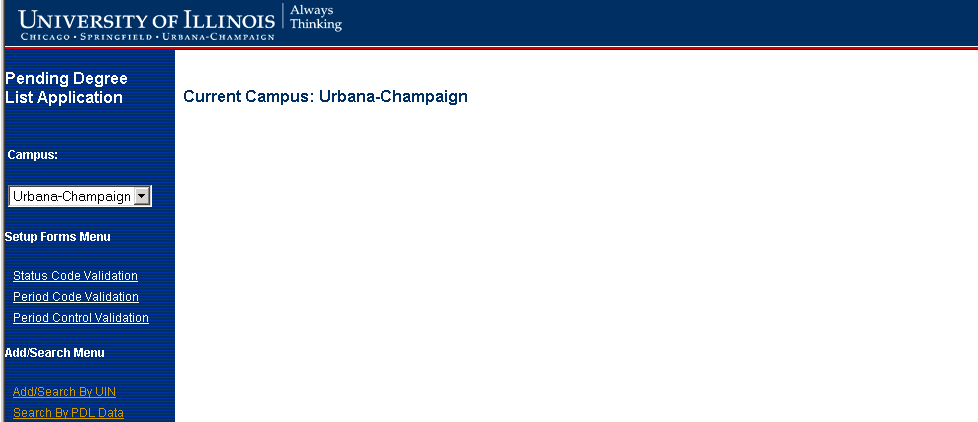 UNIVERSITY OF ILLINOIS
CHICAGO • SPRINGFIELD • URBANA-CHAMPAIGN
Always
Thinking
Pending Degree
List Application
Current Campus: Urbana-Champaign
Campus:
Urbana-Champaign
Setup Forms Menu
Status Code Validation
Period Code Validation
Period Control Validation
Add/Search Menu
Add/Search By UIN
Search By PDL Data